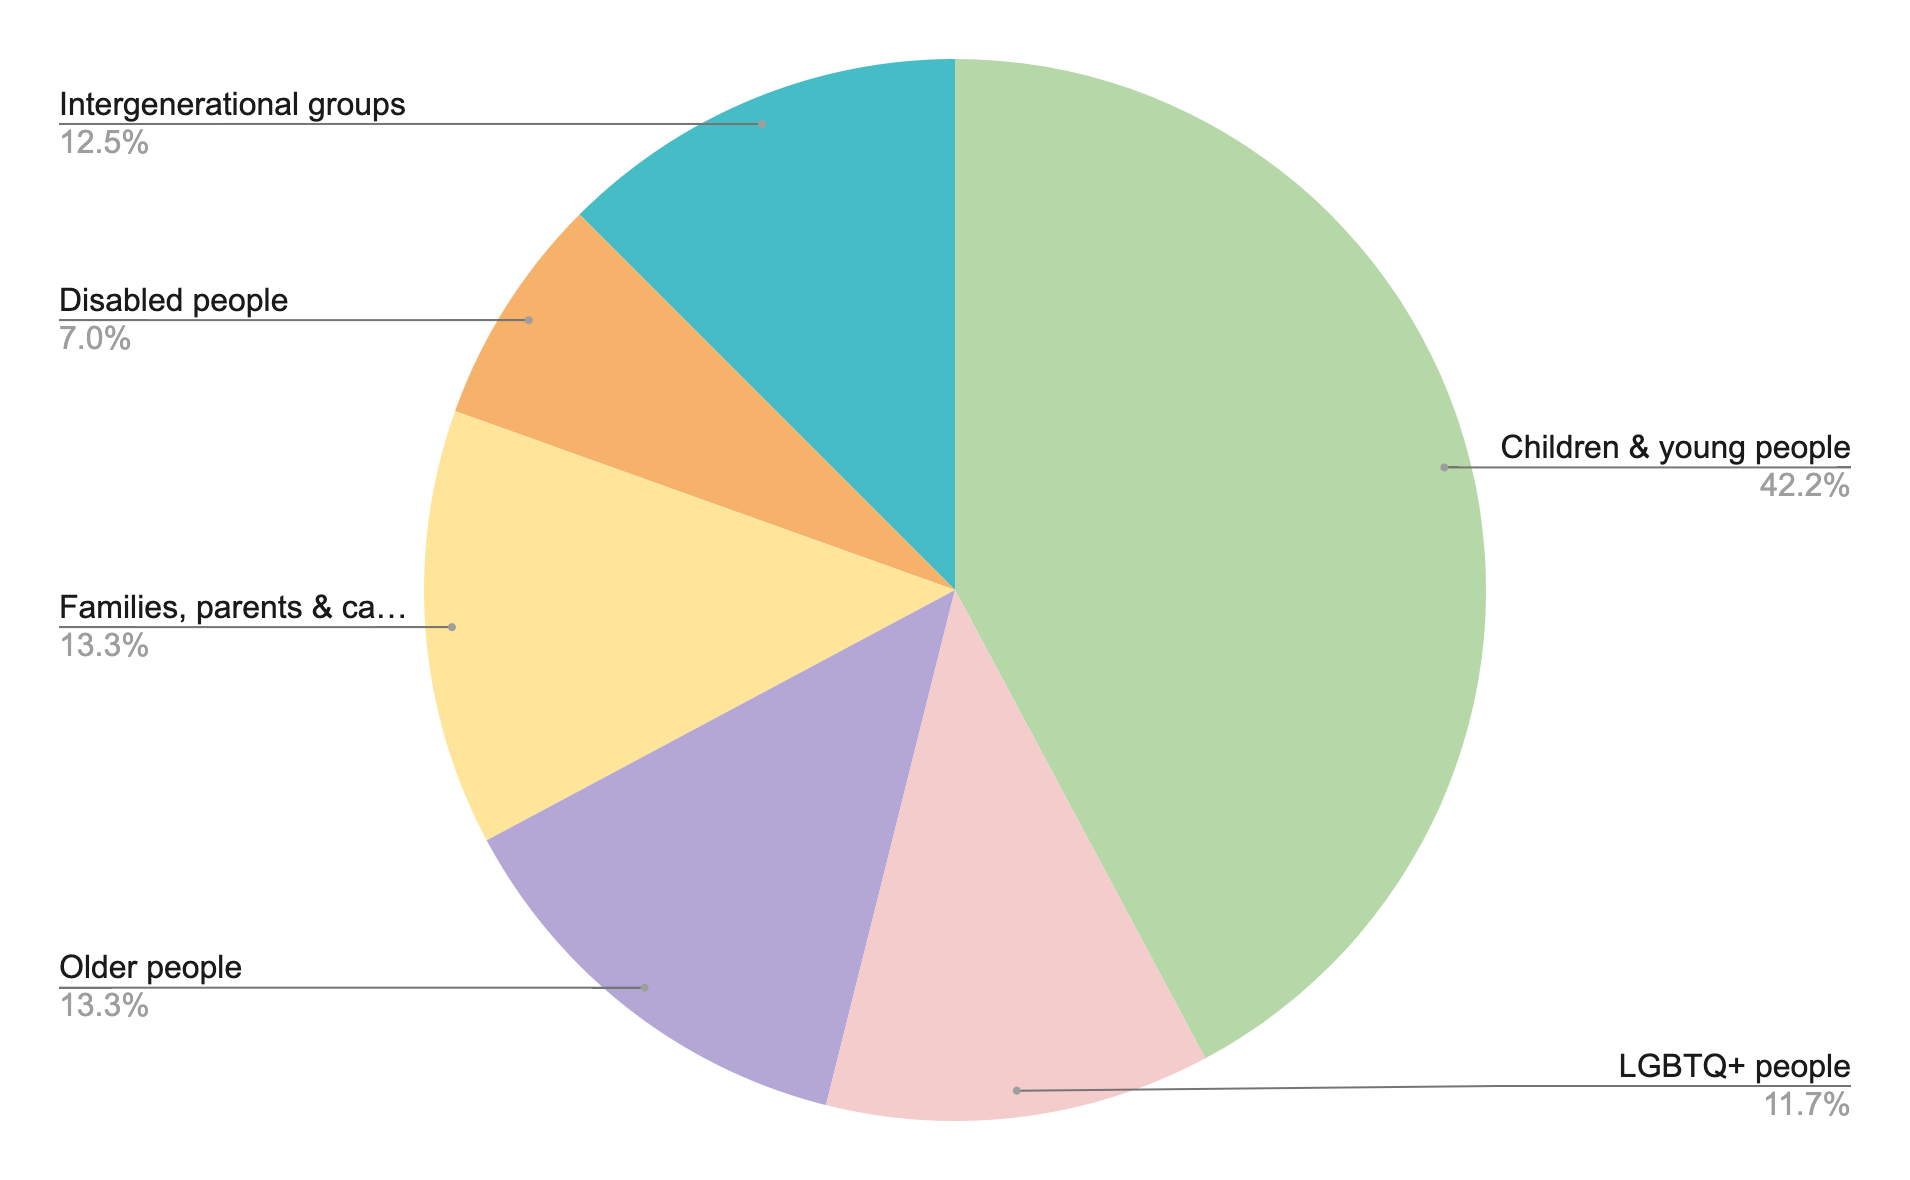 Intergenerational groups
12.5%
Disabled people
7.0%
Families, parents & ca…
13.3%
Older people
13.3%
Children & young people
42.2%
LGBTQ+ people
11.7%